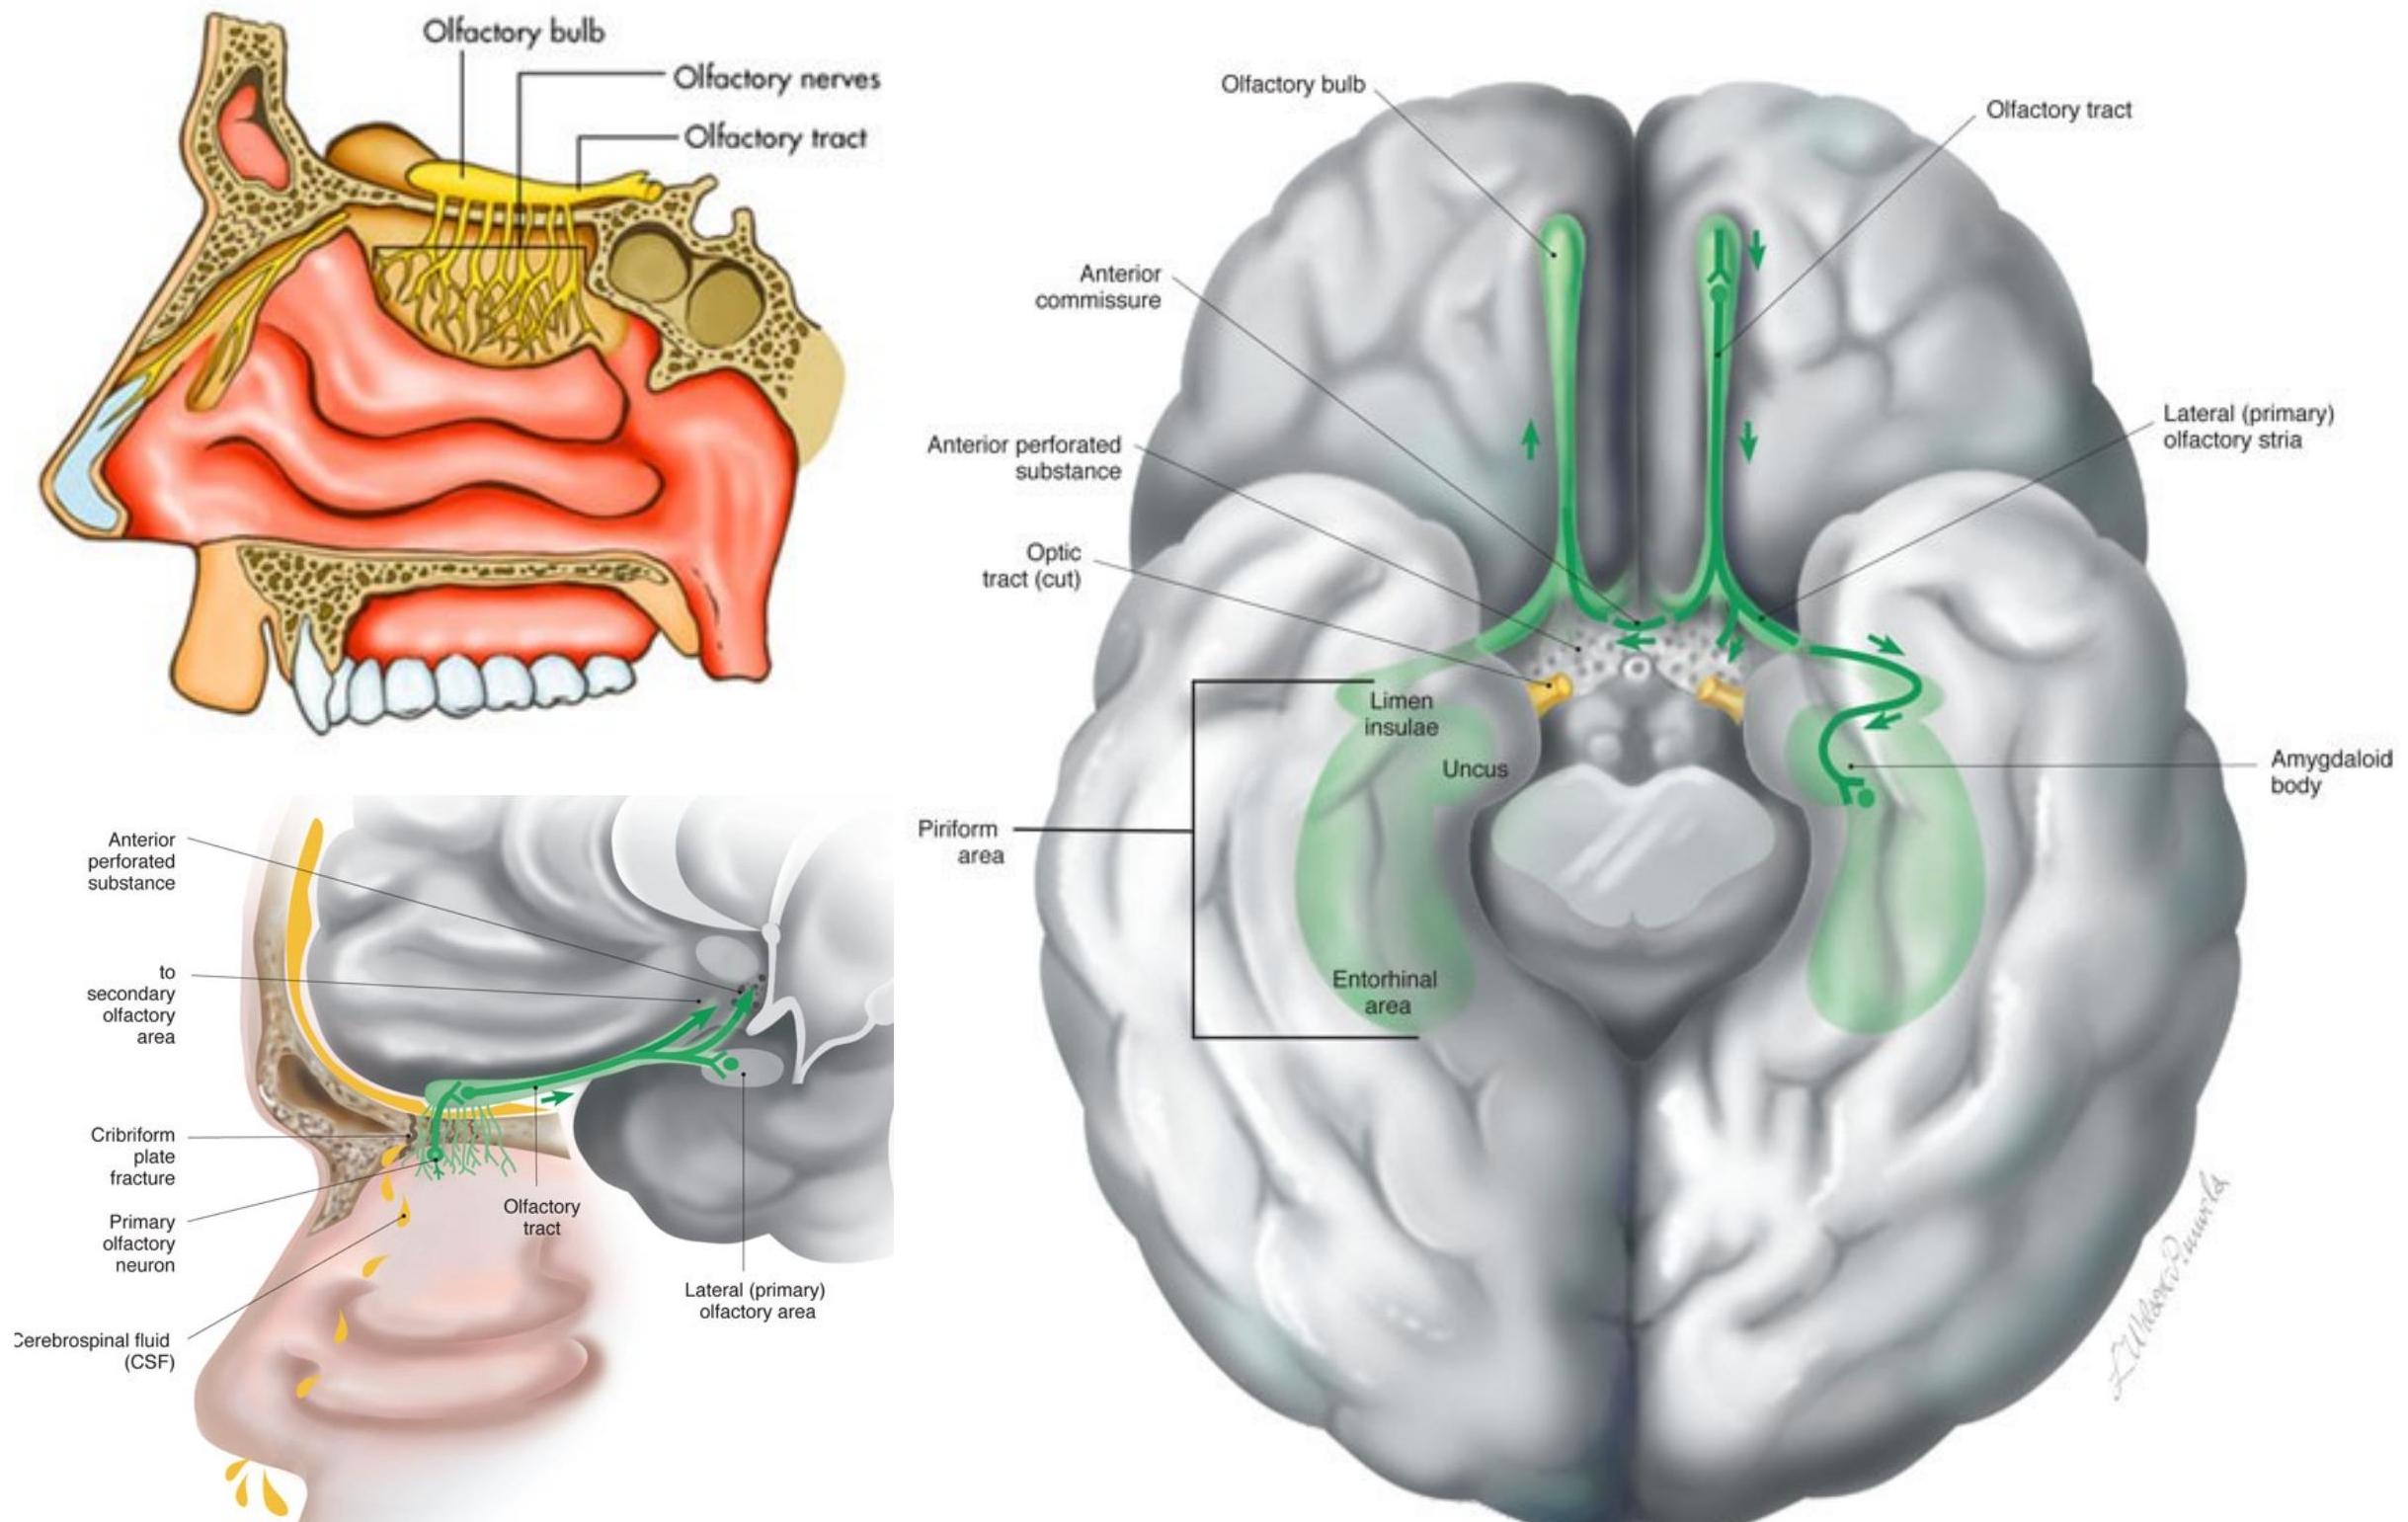 Olfactory bulb
Olfactory nerves
Olfactory tract
Anterior
perforated
substance
to
secondary
olfactory
area
Cribriform
plate
fracture
Primary
olfactory
neuron
Cerebrospinal fluid
(CSF)
Olfactory
tract
Lateral (primary)
olfactory area
Olfactory bulb
Olfactory tract
Anterior
commissure
Lateral (primary)
olfactory stria
Anterior perforated
substance
Optic
tract (cut)
Limen
insulae
Uncus
Amygdaloid
body
Piriform
area
Entorhinal
area